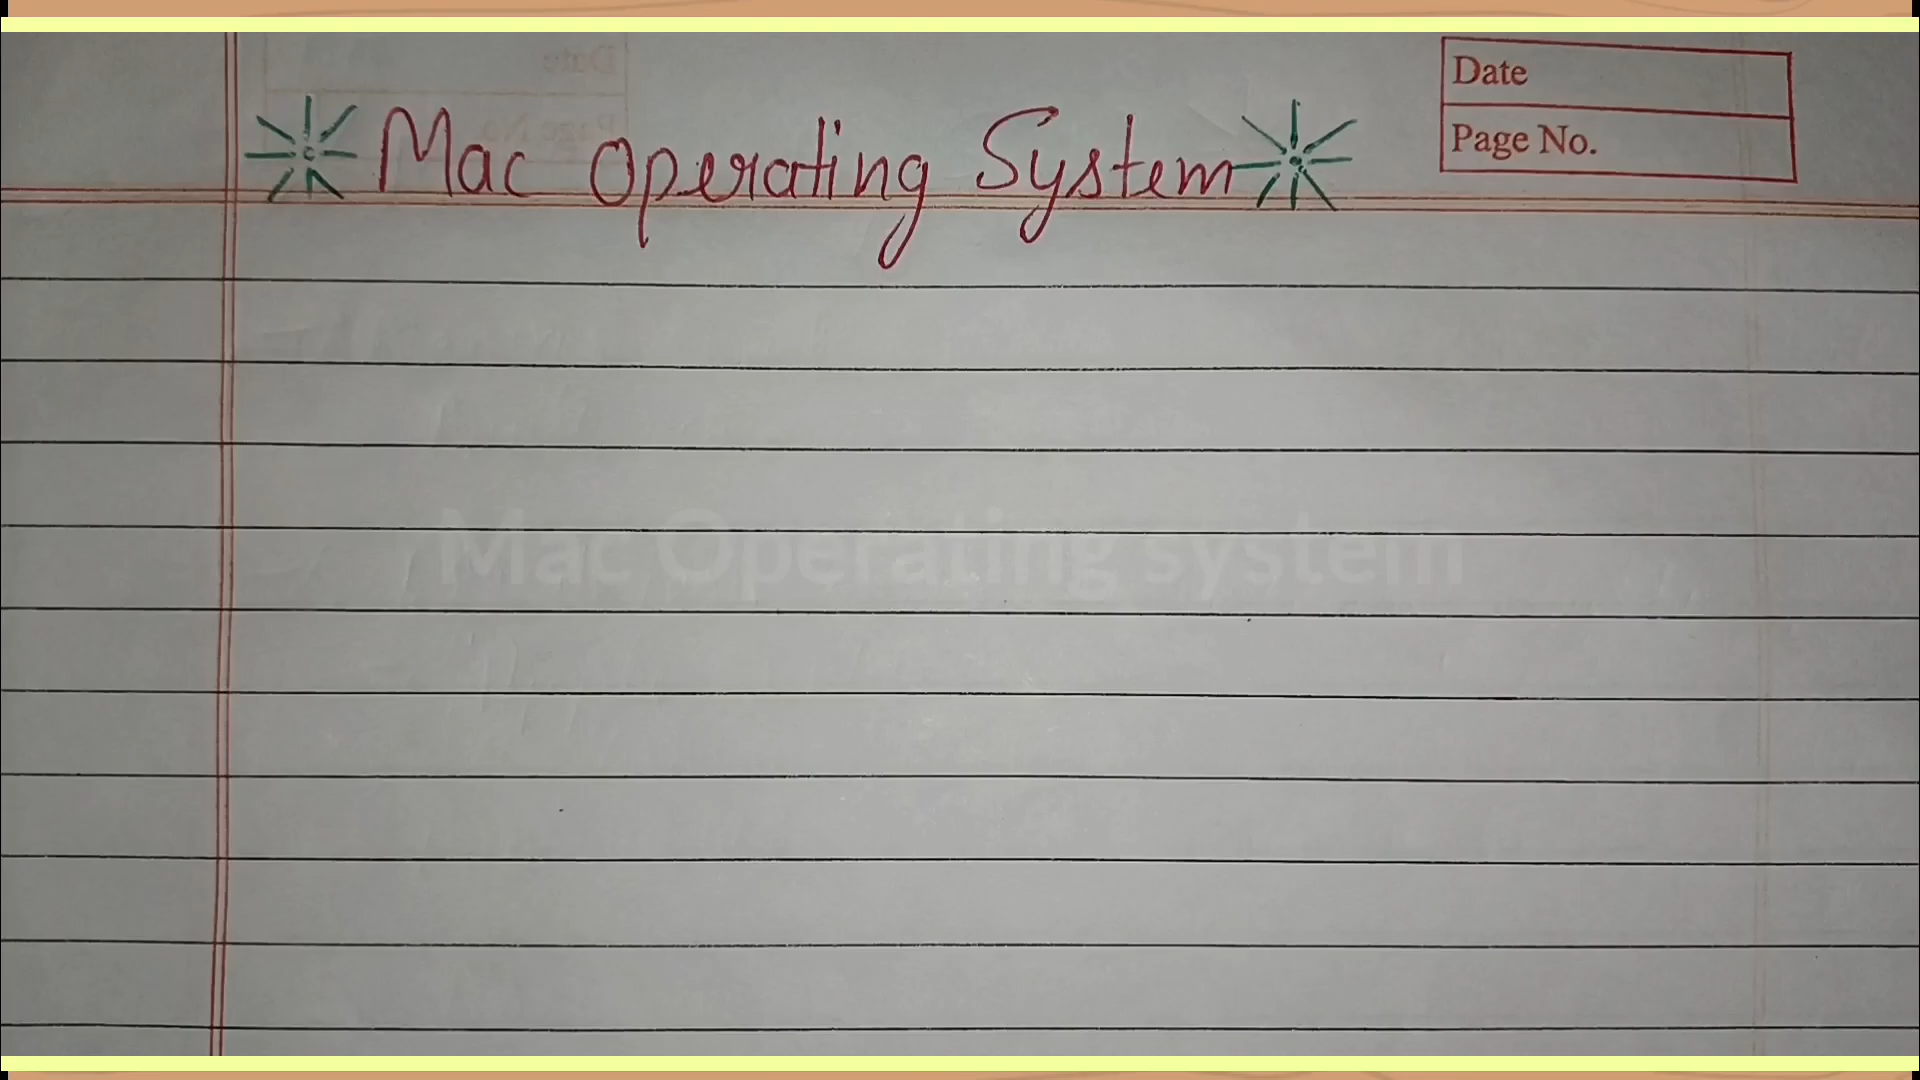 Date
Page No.
Mac Operating System
Mac Operating system